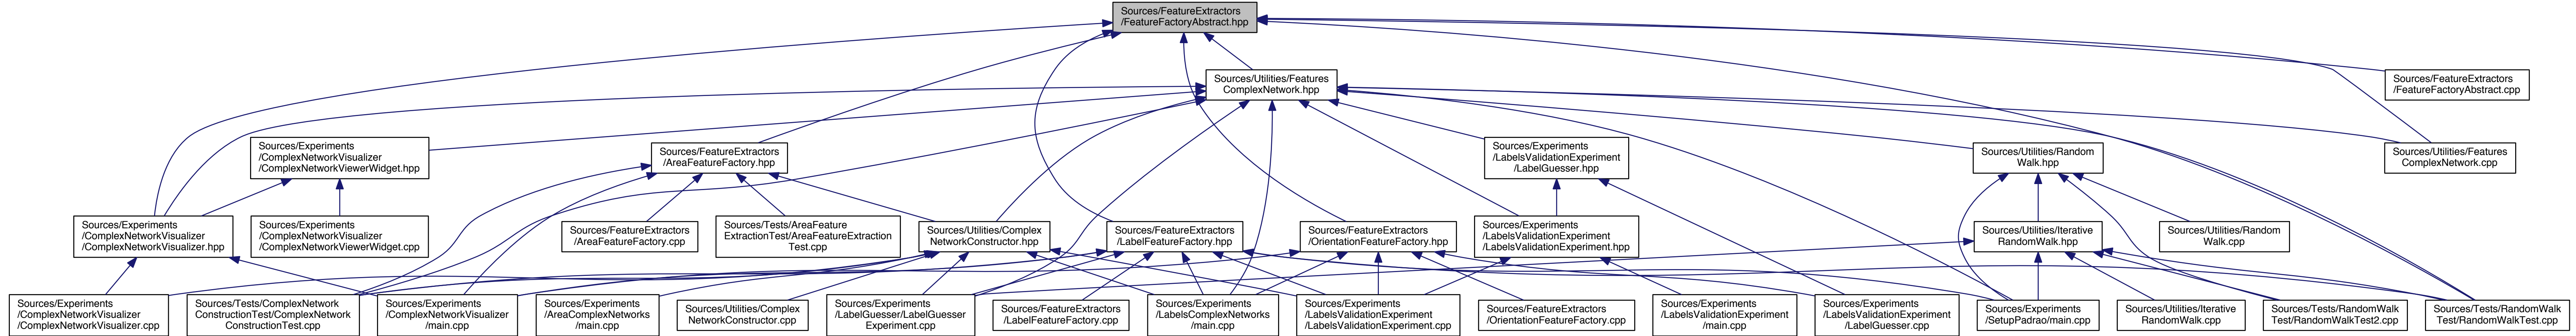 Sources/FeatureExtractors
/FeatureFactoryAbstract.hpp
Sources/Utilities/Features
ComplexNetwork.hpp
Sources/FeatureExtractors
/FeatureFactoryAbstract.cpp
Sources/Experiments
/ComplexNetworkVisualizer
/ComplexNetworkViewerWidget.hpp
Sources/FeatureExtractors
/AreaFeatureFactory.hpp
Sources/Experiments
/LabelsValidationExperiment
/LabelGuesser.hpp
Sources/Utilities/Random
Walk.hpp
Sources/Utilities/Features
ComplexNetwork.cpp
Sources/Experiments
/ComplexNetworkVisualizer
/ComplexNetworkVisualizer.hpp
Sources/Experiments
/ComplexNetworkVisualizer
/ComplexNetworkViewerWidget.cpp
Sources/FeatureExtractors
/AreaFeatureFactory.cpp
Sources/Tests/AreaFeature
ExtractionTest/AreaFeatureExtraction
Test.cpp
Sources/Utilities/Complex
NetworkConstructor.hpp
Sources/FeatureExtractors
/LabelFeatureFactory.hpp
Sources/FeatureExtractors
/OrientationFeatureFactory.hpp
Sources/Experiments
/LabelsValidationExperiment
/LabelsValidationExperiment.hpp
Sources/Utilities/Iterative
RandomWalk.hpp
Sources/Utilities/Random
Walk.cpp
Sources/Experiments
/ComplexNetworkVisualizer
/ComplexNetworkVisualizer.cpp
Sources/Tests/ComplexNetwork
ConstructionTest/ComplexNetwork
ConstructionTest.cpp
Sources/Experiments
/ComplexNetworkVisualizer
/main.cpp
Sources/Experiments
/AreaComplexNetworks
/main.cpp
Sources/Utilities/Complex
NetworkConstructor.cpp
Sources/Experiments
/LabelGuesser/LabelGuesser
Experiment.cpp
Sources/FeatureExtractors
/LabelFeatureFactory.cpp
Sources/Experiments
/LabelsComplexNetworks
/main.cpp
Sources/Experiments
/LabelsValidationExperiment
/LabelsValidationExperiment.cpp
Sources/FeatureExtractors
/OrientationFeatureFactory.cpp
Sources/Experiments
/LabelsValidationExperiment
/main.cpp
Sources/Experiments
/LabelsValidationExperiment
/LabelGuesser.cpp
Sources/Experiments
/SetupPadrao/main.cpp
Sources/Utilities/Iterative
RandomWalk.cpp
Sources/Tests/RandomWalk
Test/RandomWalkTest2.cpp
Sources/Tests/RandomWalk
Test/RandomWalkTest.cpp